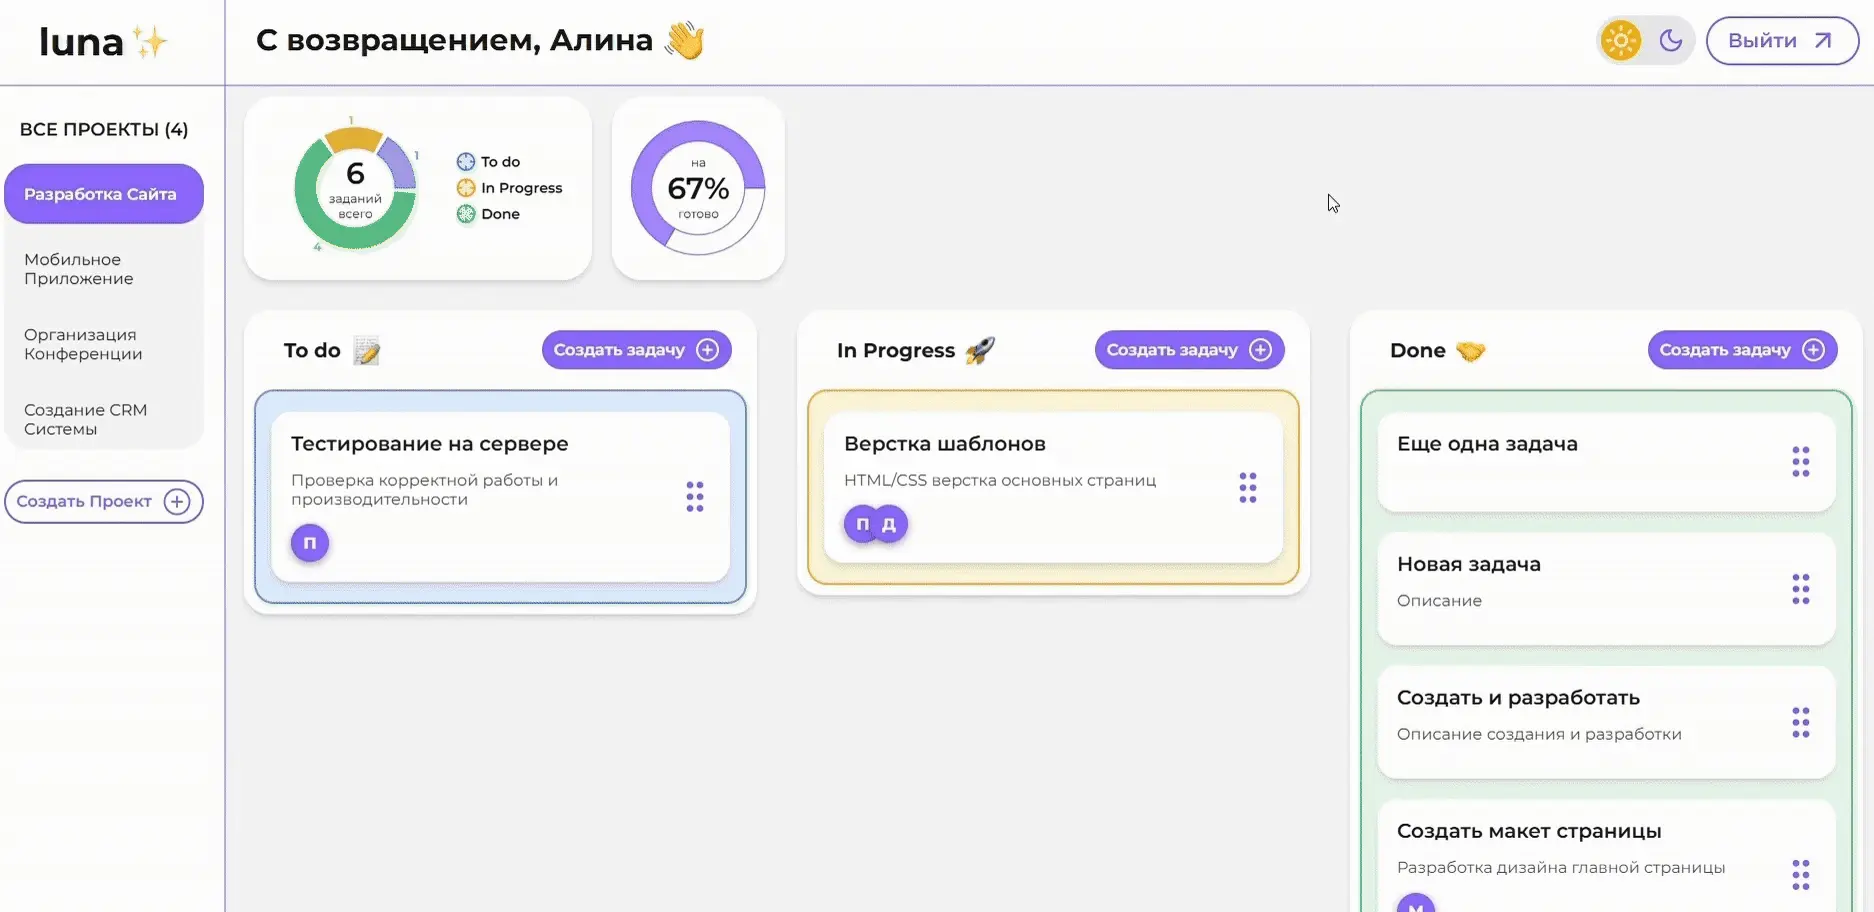 luna
С возвращением, Алина
Выйти
ВСЕ ПРОЕКТЫ (4)
Разработка Сайта
Мобильное
Приложение
Организация
Конференции
Создание CRM
Системы
Создать Проект
1
1
6
заданий
всего
4
To do
In Progress
Done
на
67%
готово
To do
Создать задачу
Тестирование на сервере
Проверка корректной работы и
производительности
П
In Progress
Создать задачу
Верстка шаблонов
HTML/CSS верстка основных страниц
П Д
Done
Создать задачу
Еще одна задача
Новая задача
Описание
Создать и разработать
Описание создания и разработки
Создать макет страницы
Разработка дизайна главной страницы
М